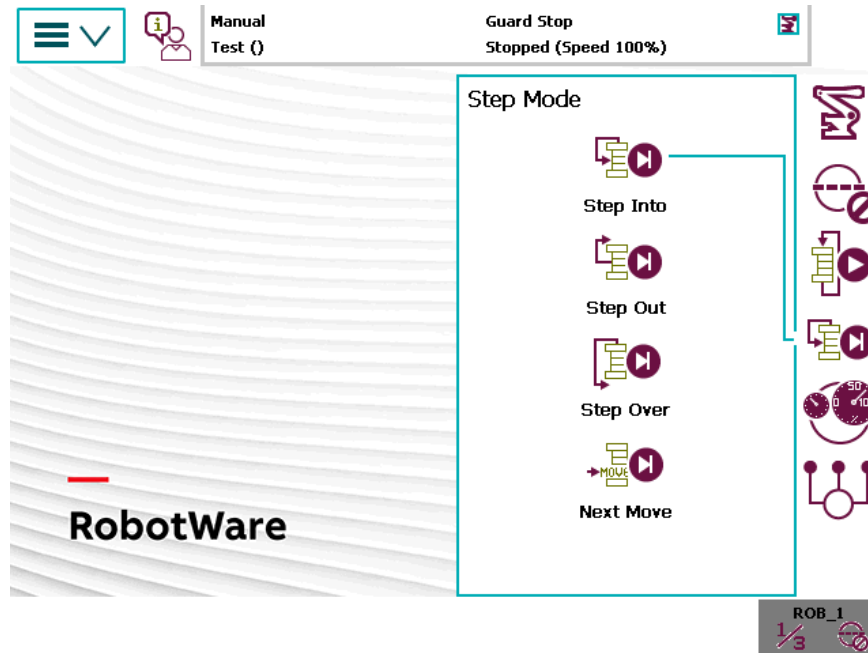 Manual
Test ()
Guard Stop
Stopped (Speed 100%)
Step Mode
Step Into
Step Out
Step Over
MOVE
Next Move
50
0
%
RobotWare
ROB_1
1/3